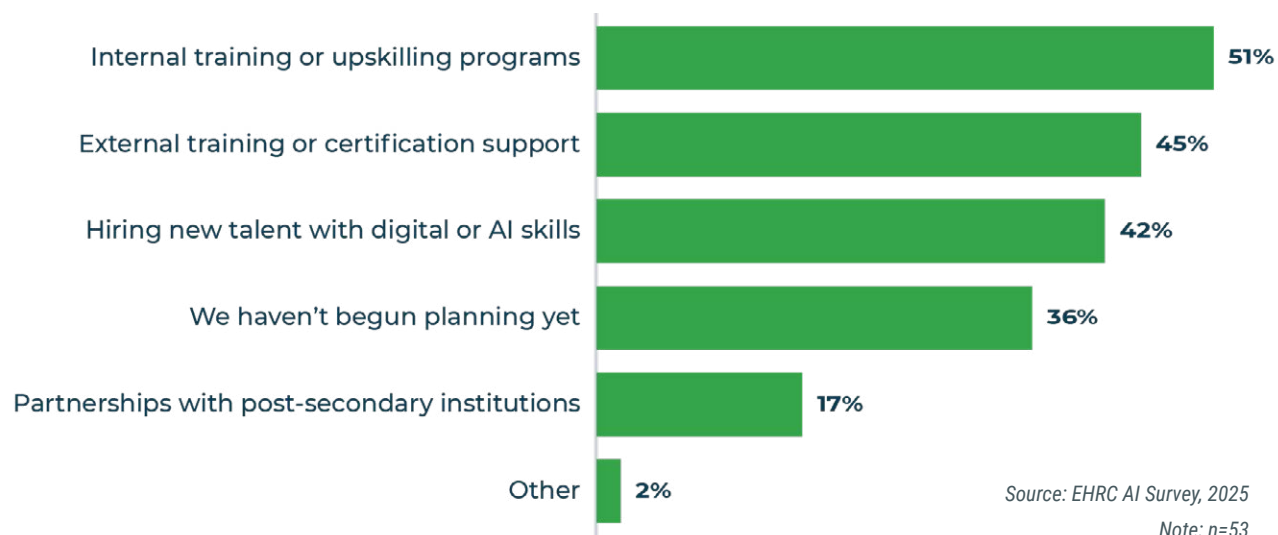 Internal training or upskilling programs 51%
External training or certification support 45%
Hiring new talent with digital or AI skills 42%
We haven’t begun planning yet 36%
Partnerships with post-secondary institutions 17%
Other 2%
Source: EHRC AI Survey, 2025
Note: n=53